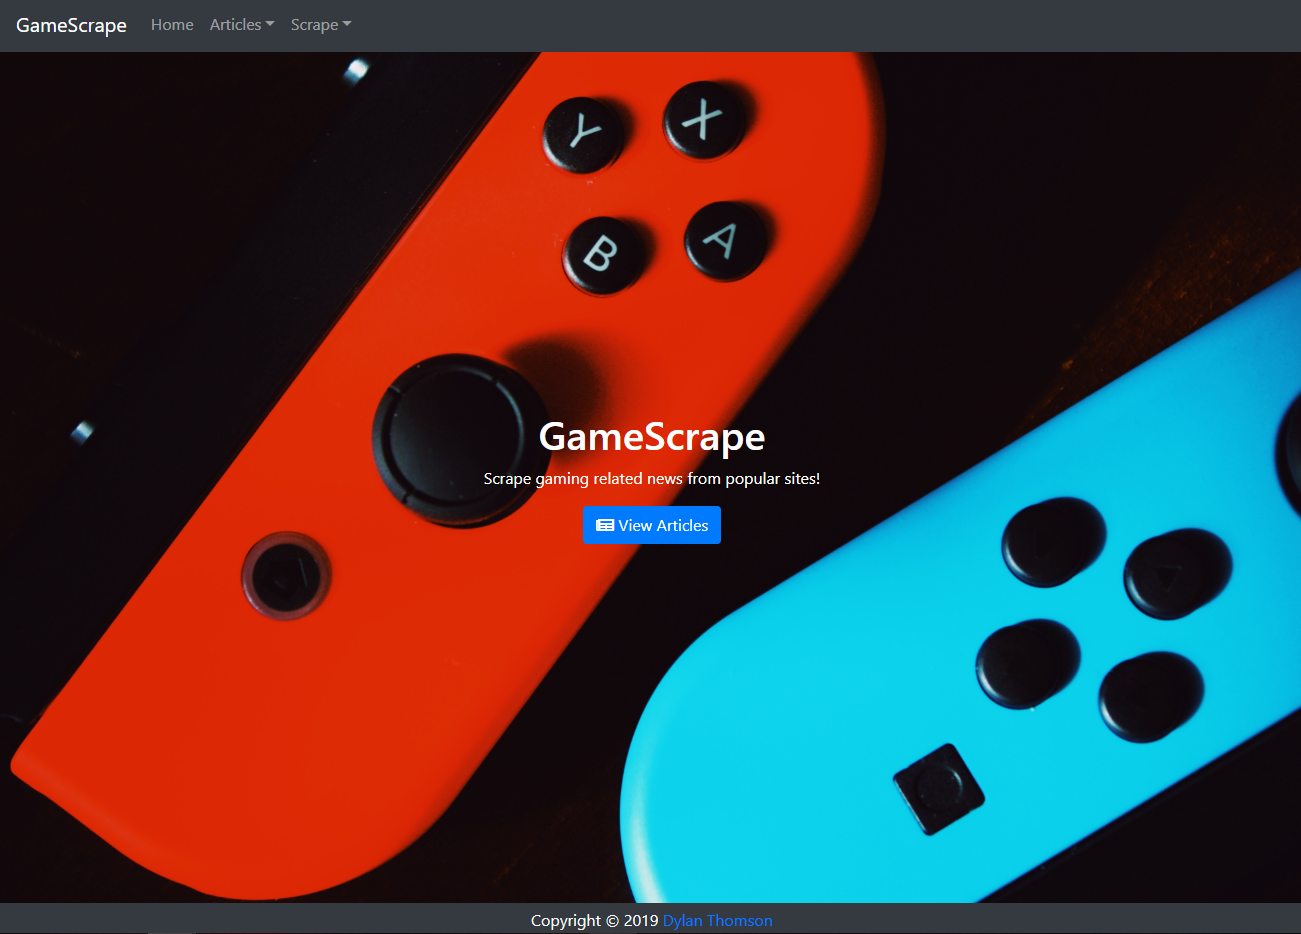 GameScrape Home Articles Scrape
Y X
B A
GameScrape
Scrape gaming related news from popular sites!
View Articles
Copyright © 2019 Dylan Thomson